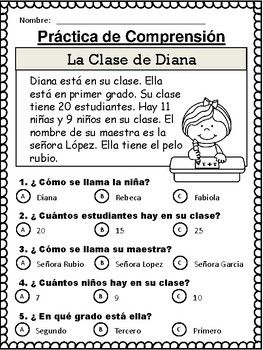 Nombre:
Práctica de Comprensión
La Clase de Diana
Diana está en su clase. Ella
está en primer grado. Su clase
tiene 20 estudiantes. Hay 11
niñas y 9 niños en su clase. El
nombre de su maestra es la
señora López. Ella tiene el pelo
rubio.
1. ¿ Cómo se llama la niña?
A Diana B Rebeca C Fabiola
2. ¿ Cuántos estudiantes hay en su clase?
A 20 B 15 C 25
3. ¿ Cómo se llama su maestra?
A Señora Rubio B Señora Lopez C Señora Garcia
4. ¿ Cuántos niños hay en su clase?
A 7 B 9 C 10
5. ¿ En qué grado está ella?
A Segundo B Tercero C Primero